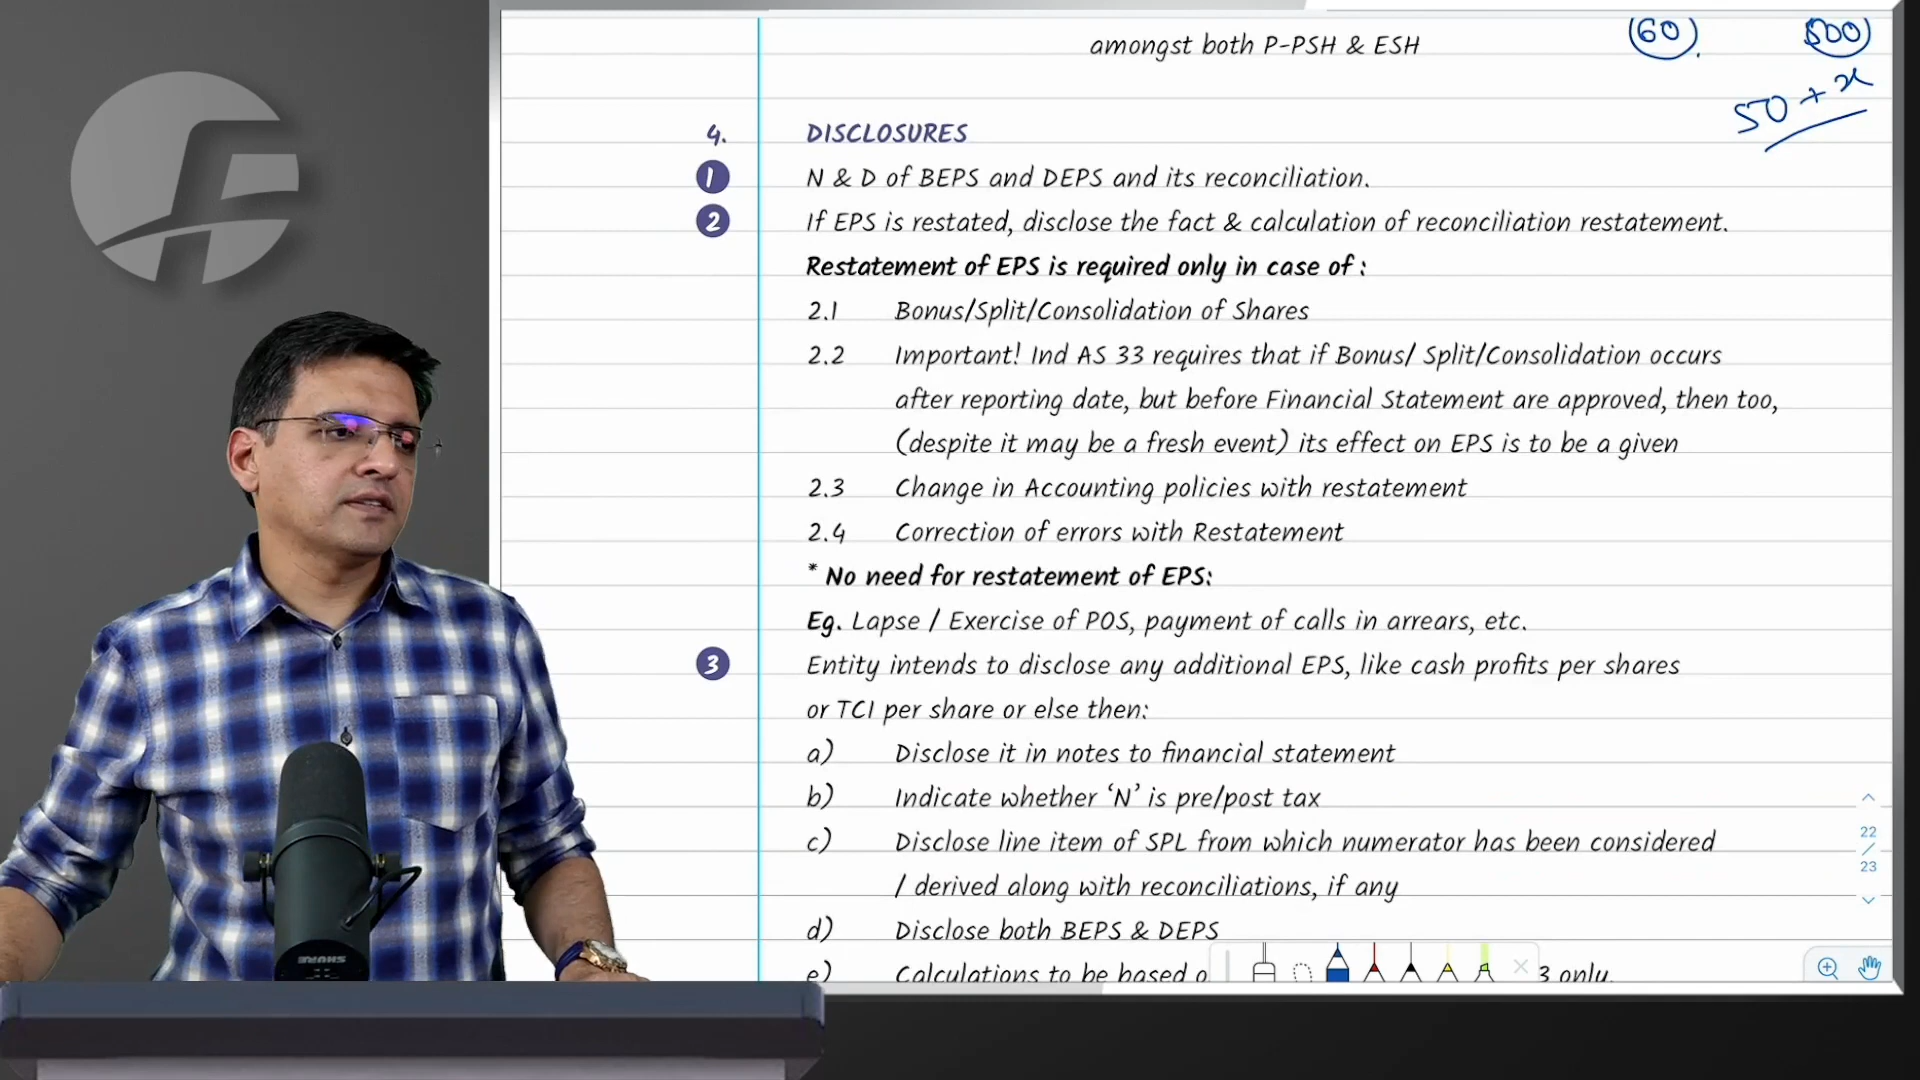 amongst both P-PSH & ESH
60
500
50 + x
4. DISCLOSURES
1 N & D of BEPS and DEPS and its reconciliation.
2 If EPS is restated, disclose the fact & calculation of reconciliation restatement.
Restatement of EPS is required only in case of :
2.1 Bonus/Split/Consolidation of Shares
2.2 Important! Ind AS 33 requires that if Bonus/ Split/Consolidation occurs
after reporting date, but before Financial Statement are approved, then too,
(despite it may be a fresh event) its effect on EPS is to be a given
2.3 Change in Accounting policies with restatement
2.4 Correction of errors with Restatement
* No need for restatement of EPS:
Eg. Lapse / Exercise of POS, payment of calls in arrears, etc.
3 Entity intends to disclose any additional EPS, like cash profits per shares
or TCI per share or else then:
a) Disclose it in notes to financial statement
b) Indicate whether ‘N’ is pre/post tax
c) Disclose line item of SPL from which numerator has been considered
/ derived along with reconciliations, if any
d) Disclose both BEPS & DEPS
e) Calculations to be based 3 only.
22
/
23
SHURE